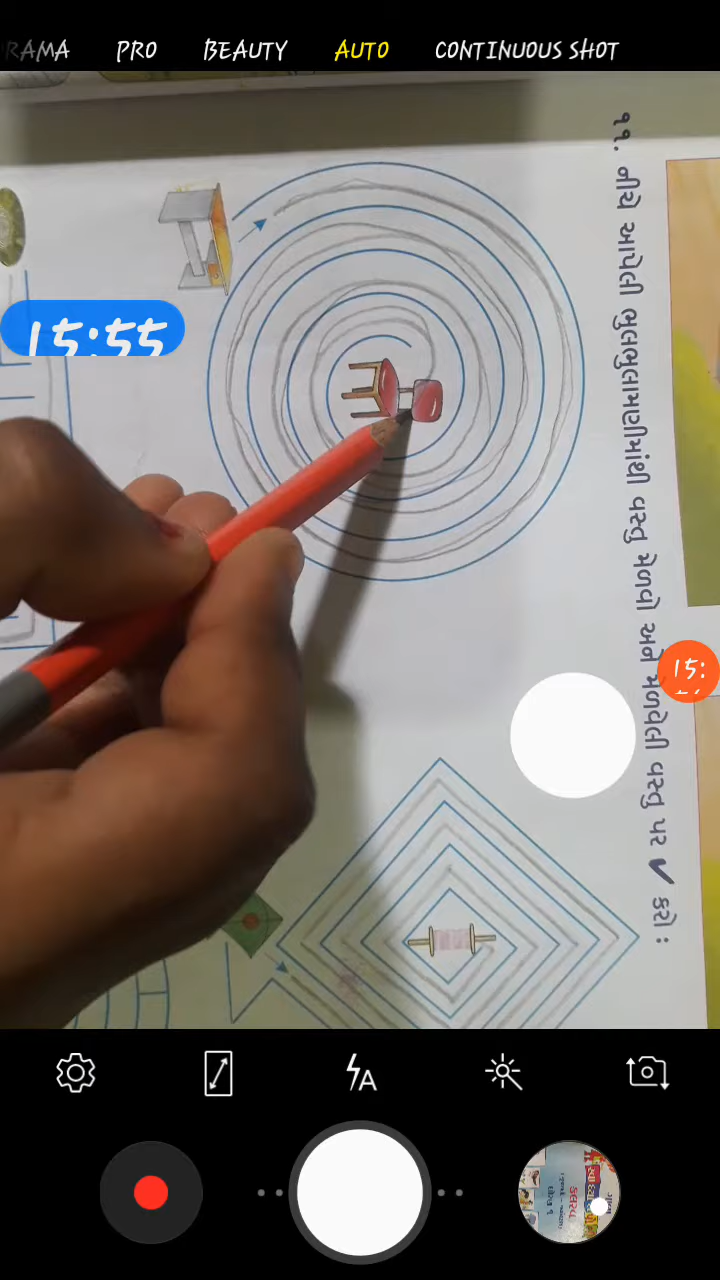 PRO
BEAUTY
AUTO
CONTINUOUS SHOT
૧૧. નીચે આપેલી ભુલભુલામણીમાંથી વસ્તુ મેળવો અને મેળવેલી વસ્તુ પર ✔ કરો :
15:55
15: